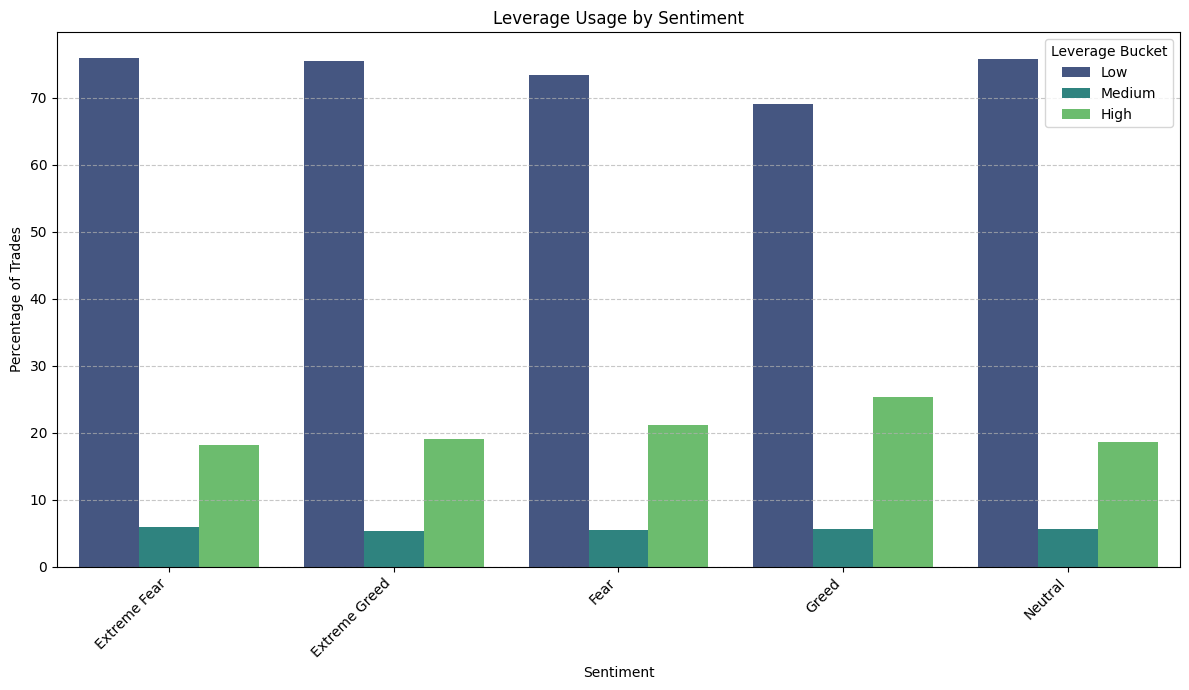 Leverage Usage by Sentiment
Leverage Bucket
Low
Medium
High
Percentage of Trades
70
60
50
40
30
20
10
0
Extreme Fear
Extreme Greed
Fear
Greed
Neutral
Sentiment